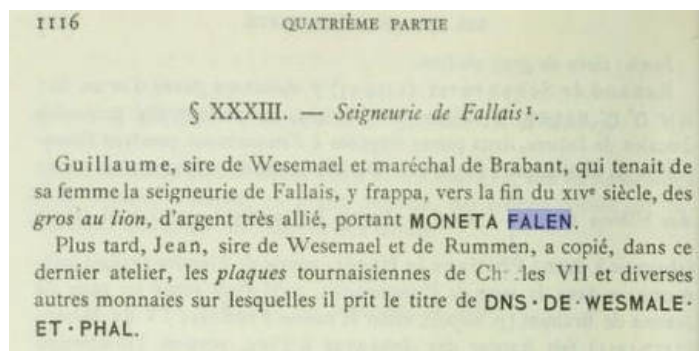 1116 QUATRIÈME PARTIE
§ XXXIII. — Seigneurie de Fallais¹.
Guillaume, sire de Wesemael et maréchal de Brabant, qui tenait de
sa femme la seigneurie de Fallais, y frappa, vers la fin du XIVᵉ siècle, des
gros au lion, d'argent très allié, portant MONETA FALEN.
Plus tard, Jean, sire de Wesemael et de Rummen, a copié, dans ce
dernier atelier, les plaques tournaisiennes de Charles VII et diverses
autres monnaies sur lesquelles il prit le titre de DNS · DE · WESMALE ·
ET · PHAL.